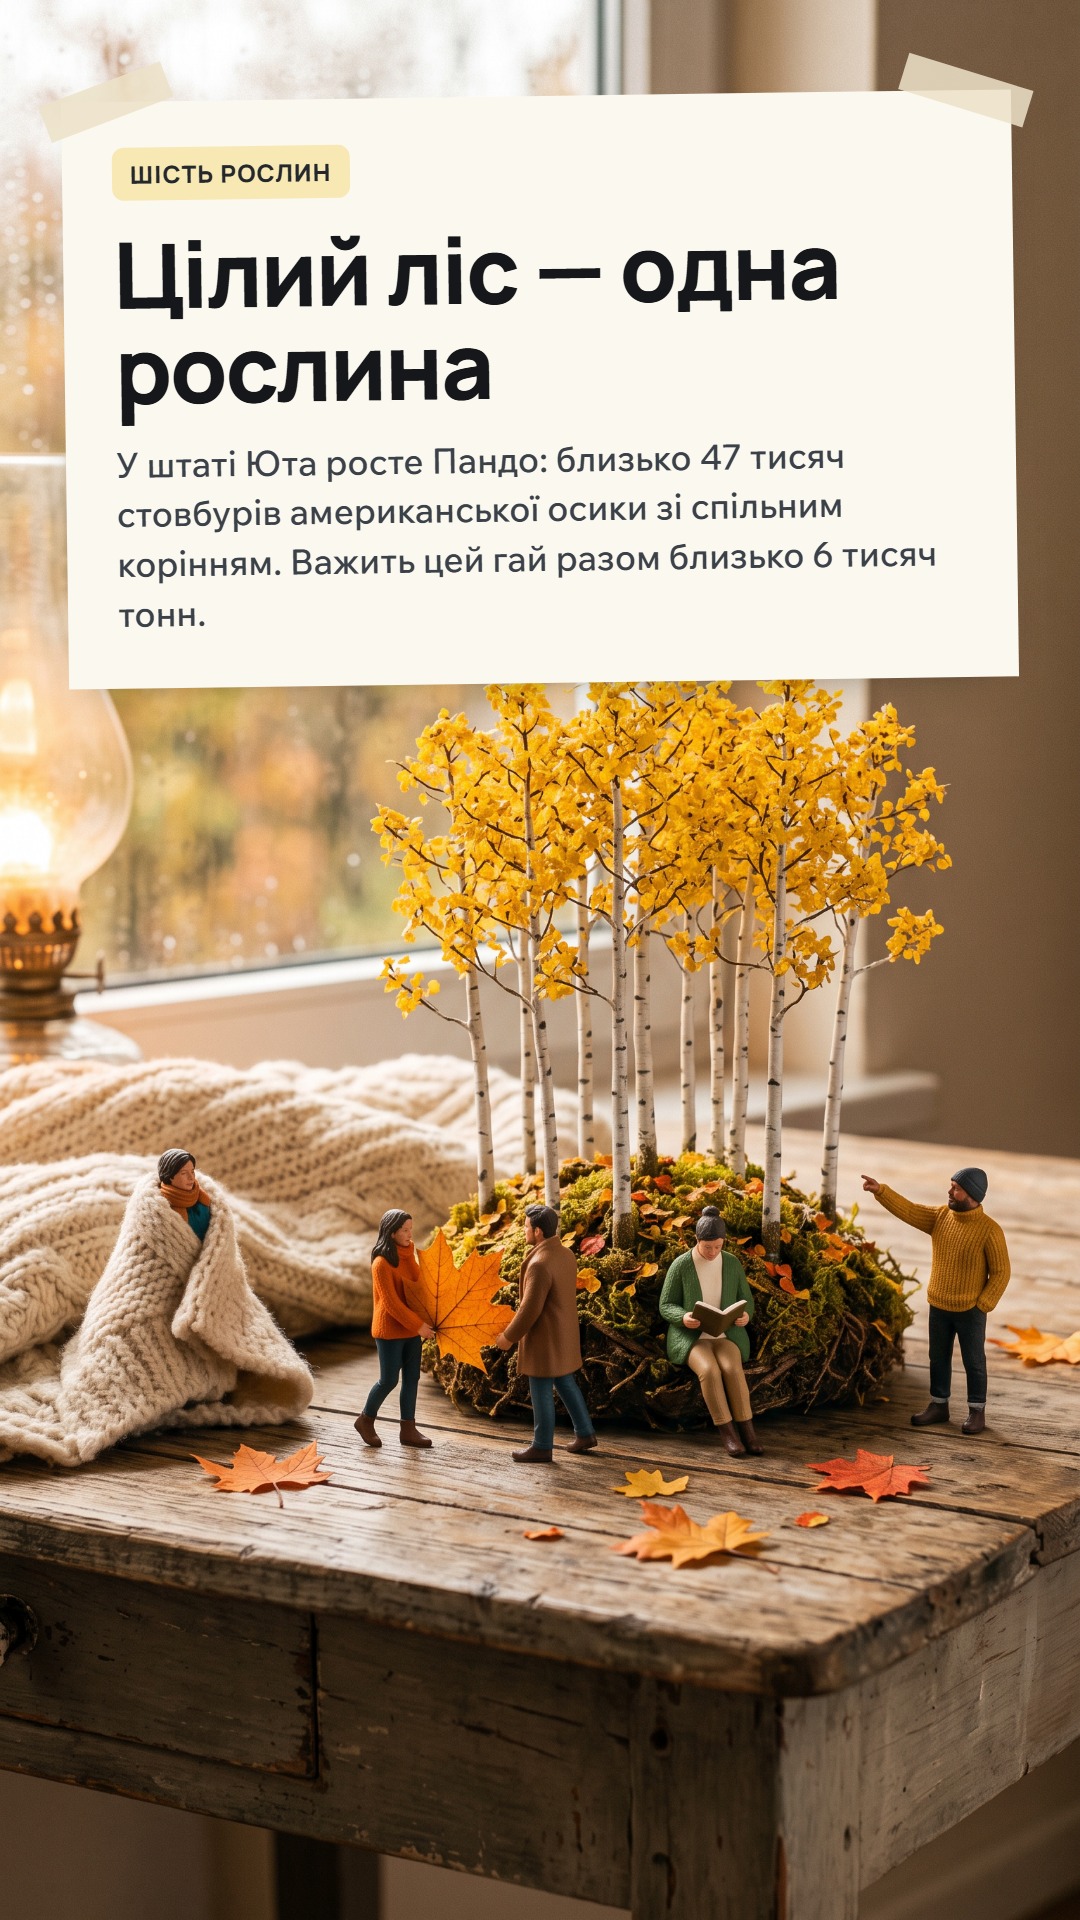 ШІСТЬ РОСЛИН
Цілий ліс — одна
рослина
У штаті Юта росте Пандо: близько 47 тисяч
стовбурів американської осики зі спільним
корінням. Важить цей гай разом близько 6 тисяч
тонн.